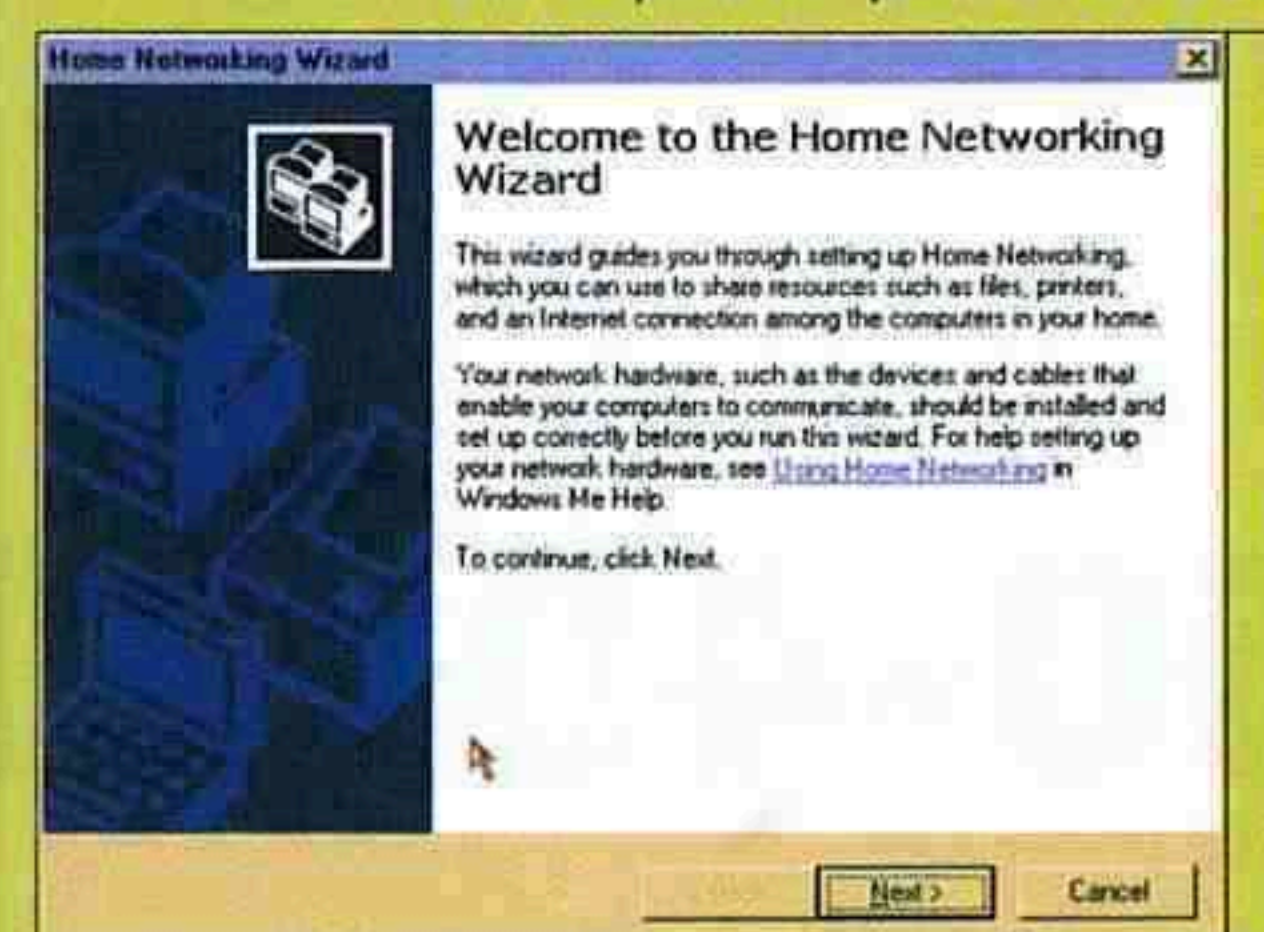 Home Networking Wizard
Welcome to the Home Networking
Wizard
This wizard guides you through setting up Home Networking,
which you can use to share resources such as files, printers,
and an Internet connection among the computers in your home.
Your network hardware, such as the devices and cables that
enable your computers to communicate, should be installed and
set up correctly before you run this wizard. For help setting up
your network hardware, see Using Home Networking in
Windows Me Help.
To continue, click Next.
Next >
Cancel